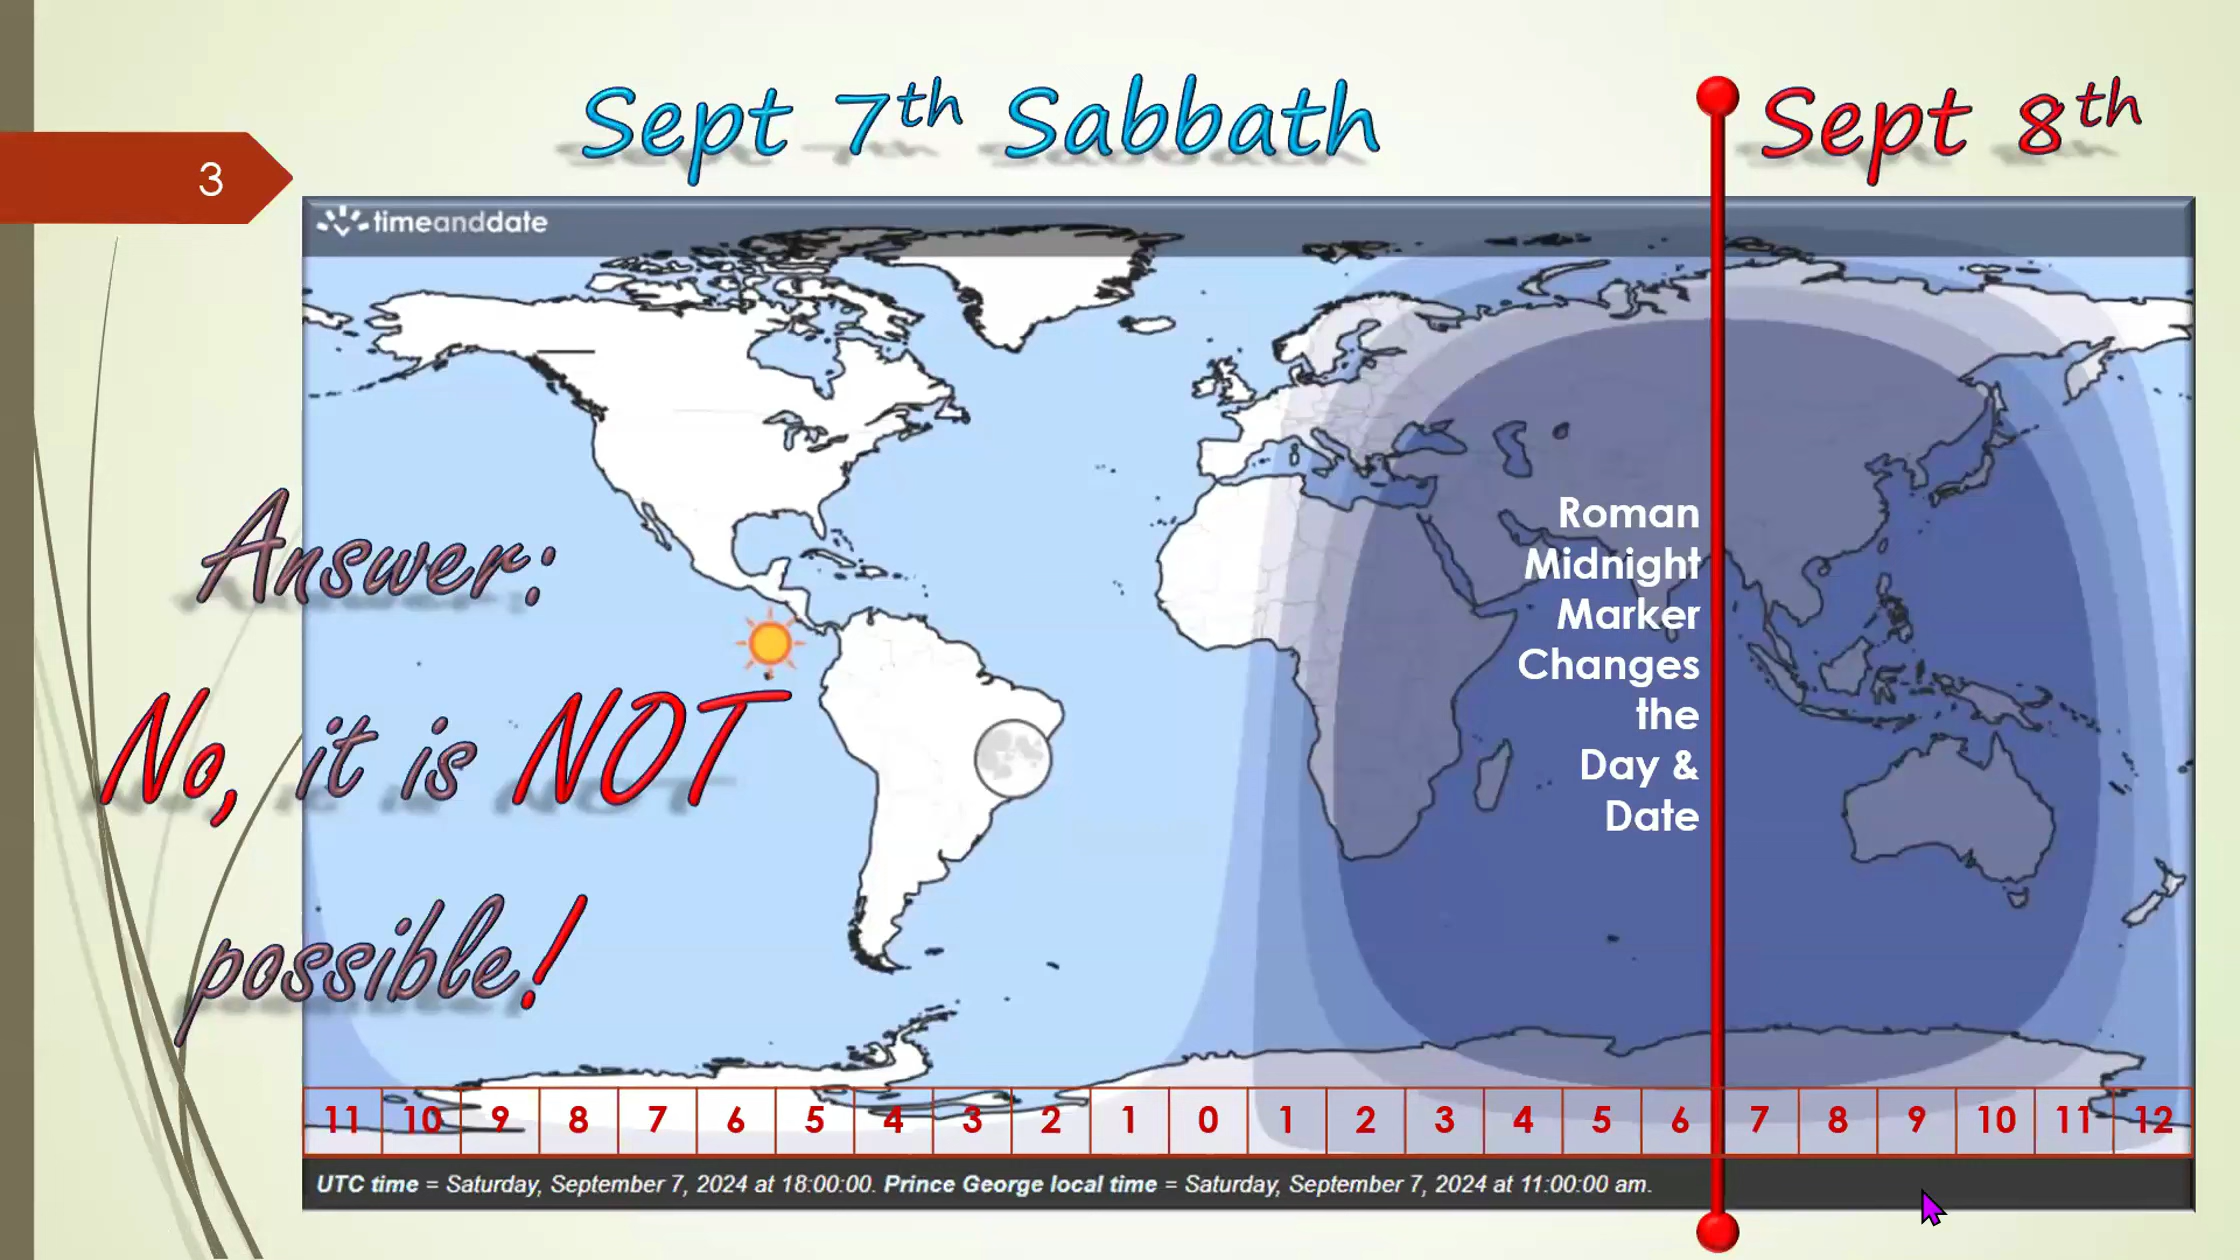 Sept 7th Sabbath
Sept 8th
3
timeanddate
Answer:
No, it is NOT
possible!
Roman
Midnight
Marker
Changes
the
Day &
Date
11 10 9 8 7 6 5 4 3 2 1 0 1 2 3 4 5 6 7 8 9 10 11 12
UTC time = Saturday, September 7, 2024 at 18:00:00. Prince George local time = Saturday, September 7, 2024 at 11:00:00 am.